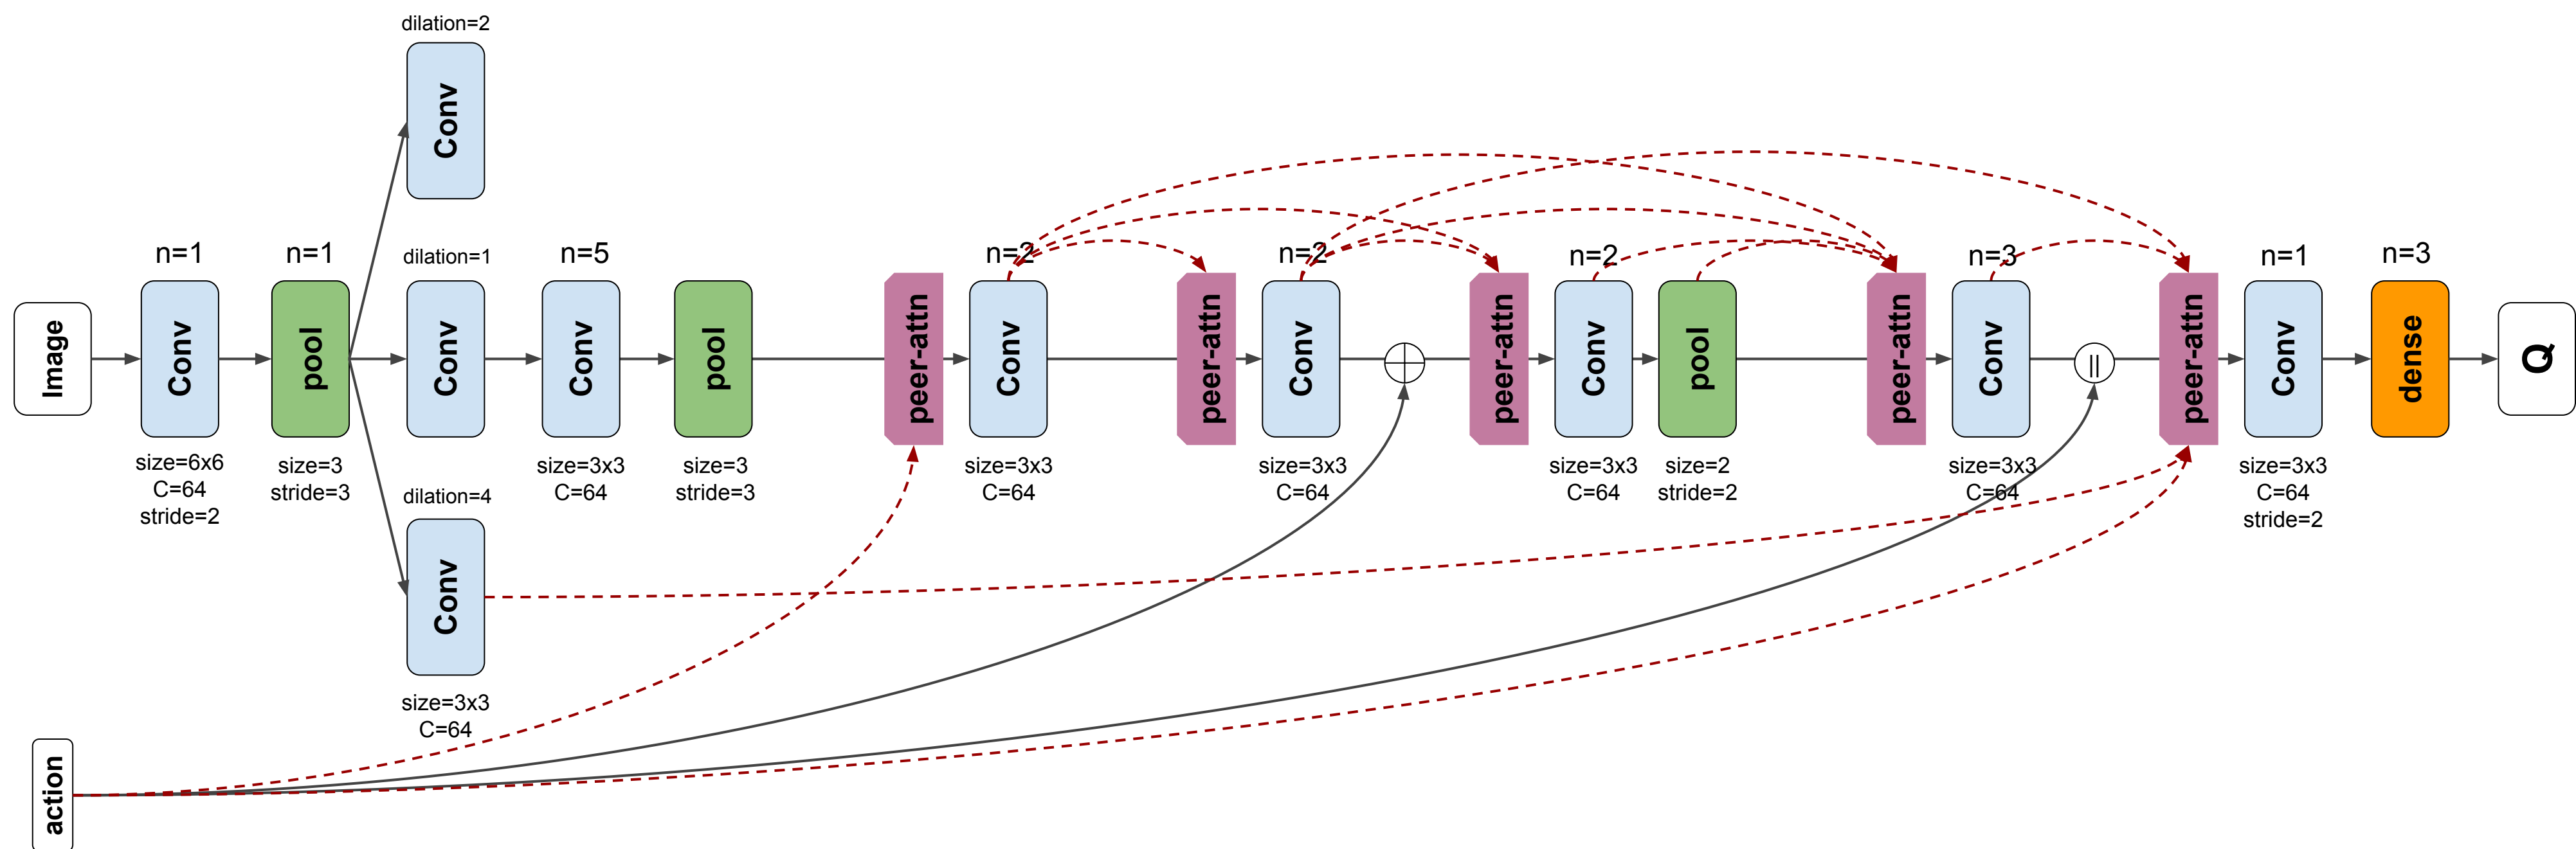 dilation=2
Conv
n=1
n=1
dilation=1
n=5
n=2
n=2
n=2
n=3
n=1
n=3
Image
Conv
pool
Conv
Conv
pool
peer-attn
Conv
peer-attn
Conv
peer-attn
Conv
pool
peer-attn
Conv
||
peer-attn
Conv
dense
Q
size=6x6
C=64
stride=2
size=3
stride=3
size=3x3
C=64
size=3
stride=3
size=3x3
C=64
size=3x3
C=64
size=3x3
C=64
size=2
stride=2
size=3x3
C=64
size=3x3
C=64
stride=2
dilation=4
Conv
size=3x3
C=64
action